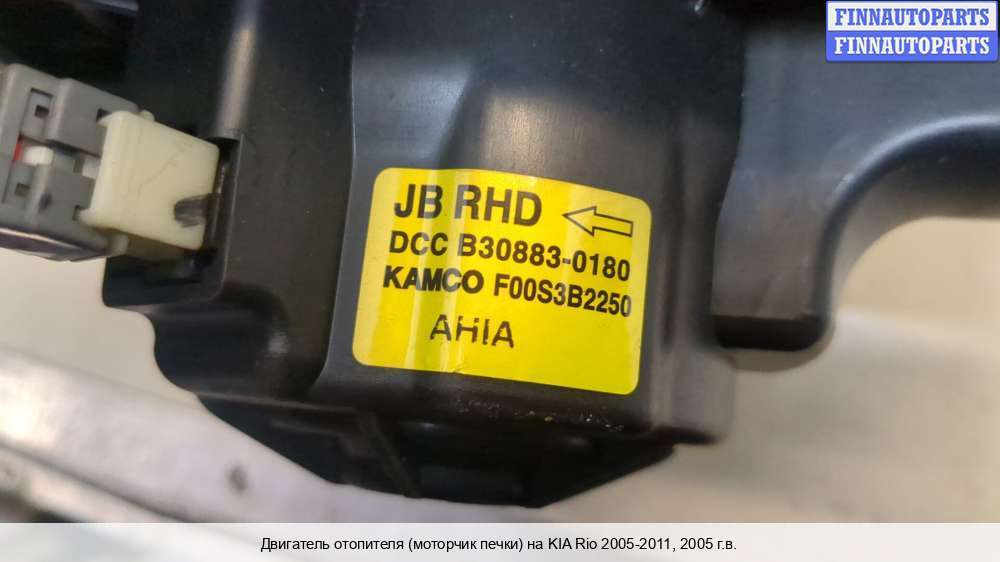 FINNAUTOPARTS
FINNAUTOPARTS
JB RHD
DCC B30883-0180
KAMCO F00S3B2250
AHIA
Двигатель отопителя (моторчик печки) на KIA Rio 2005-2011, 2005 г.в.